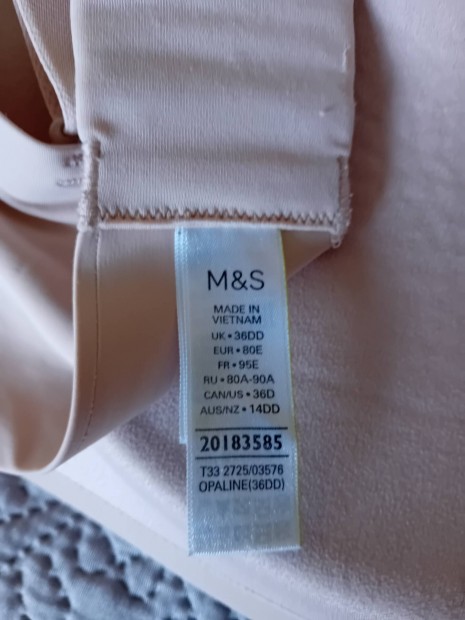 M&S
MADE IN
VIETNAM
UK • 36DD
EUR • 80E
FR • 95E
RU • 80A-90A
CAN/US • 36D
AUS/NZ • 14DD
20183585
T33 2725/03576
OPALINE(36DD)